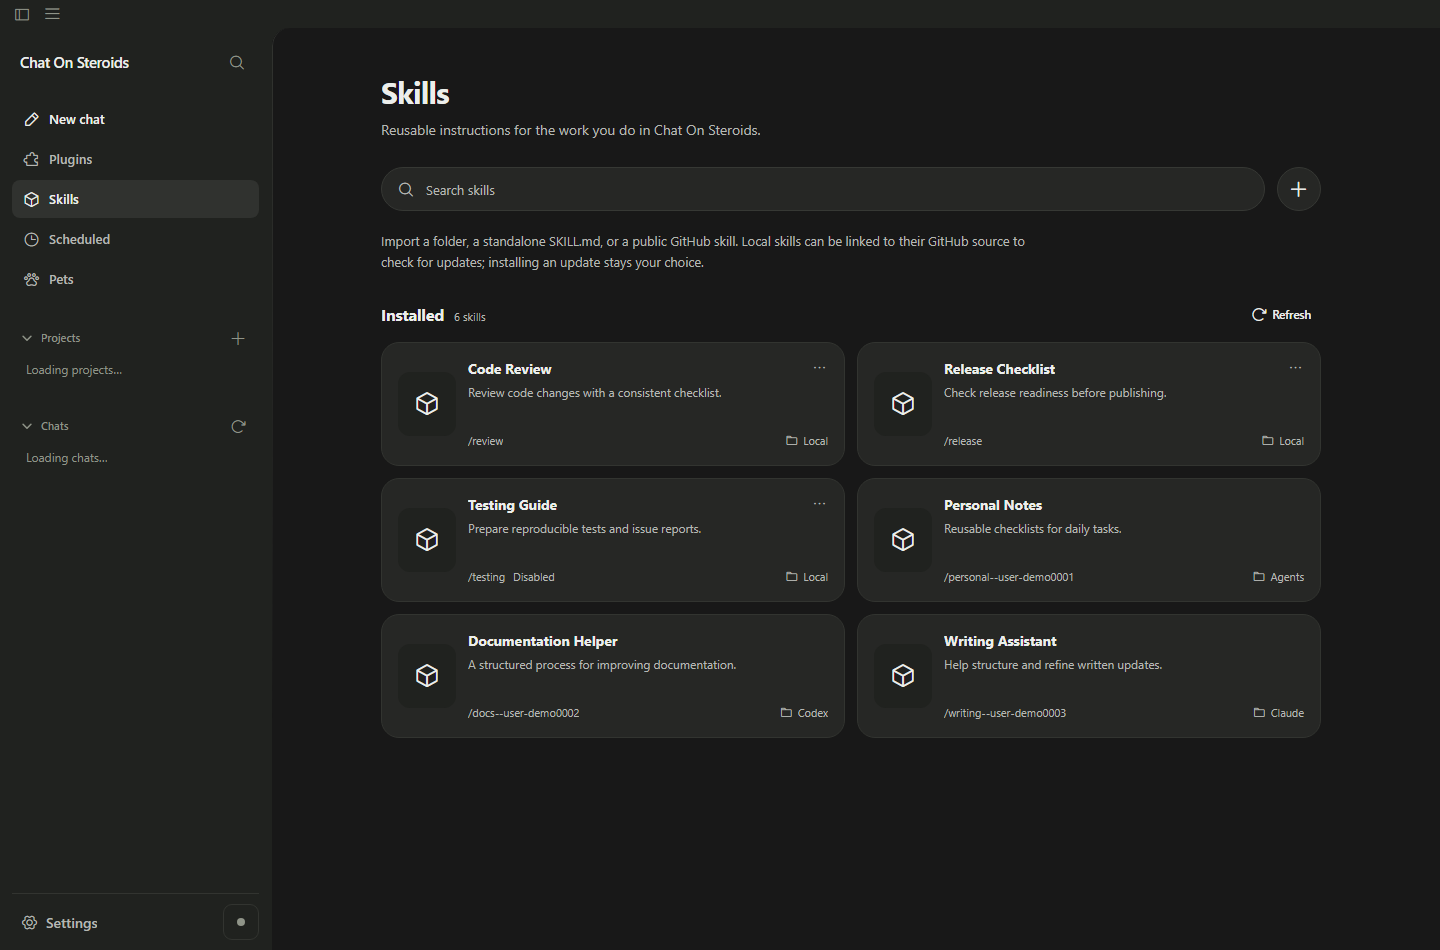 Chat On Steroids
New chat
Plugins
Skills
Scheduled
Pets
Projects
Loading projects...
Chats
Loading chats...
Settings
Skills
Reusable instructions for the work you do in Chat On Steroids.
Search skills
Import a folder, a standalone SKILL.md, or a public GitHub skill. Local skills can be linked to their GitHub source to
check for updates; installing an update stays your choice.
Installed 6 skills
Refresh
Code Review
Review code changes with a consistent checklist.
/review Local
Release Checklist
Check release readiness before publishing.
/release Local
Testing Guide
Prepare reproducible tests and issue reports.
/testing Disabled Local
Personal Notes
Reusable checklists for daily tasks.
/personal--user-demo0001 Agents
Documentation Helper
A structured process for improving documentation.
/docs--user-demo0002 Codex
Writing Assistant
Help structure and refine written updates.
/writing--user-demo0003 Claude